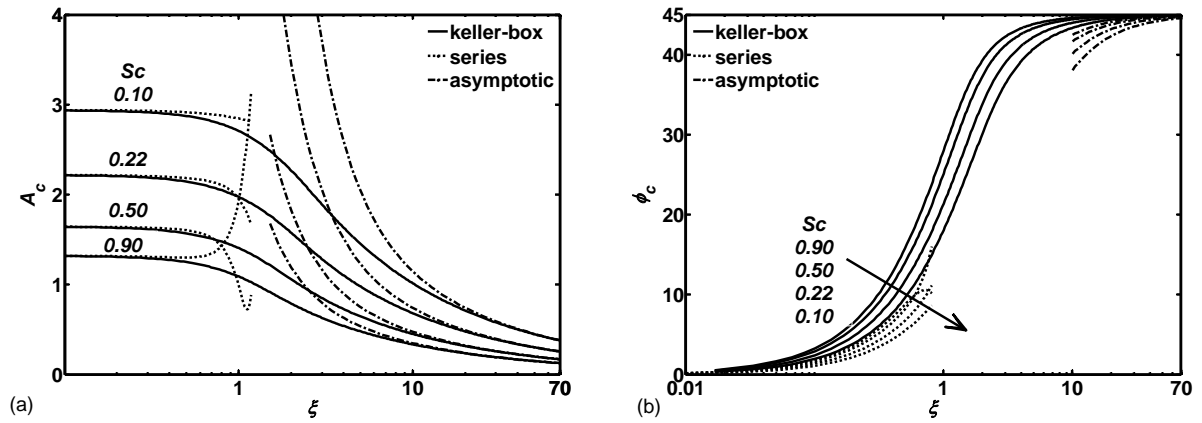 4
3
2
1
0
A_c
Sc
0.10
0.22
0.50
0.90
keller-box
series
asymptotic
1
10
70
ξ
(a)
45
40
30
20
10
0
ϕ_c
keller-box
series
asymptotic
Sc
0.90
0.50
0.22
0.10
0.01
1
10
70
ξ
(b)